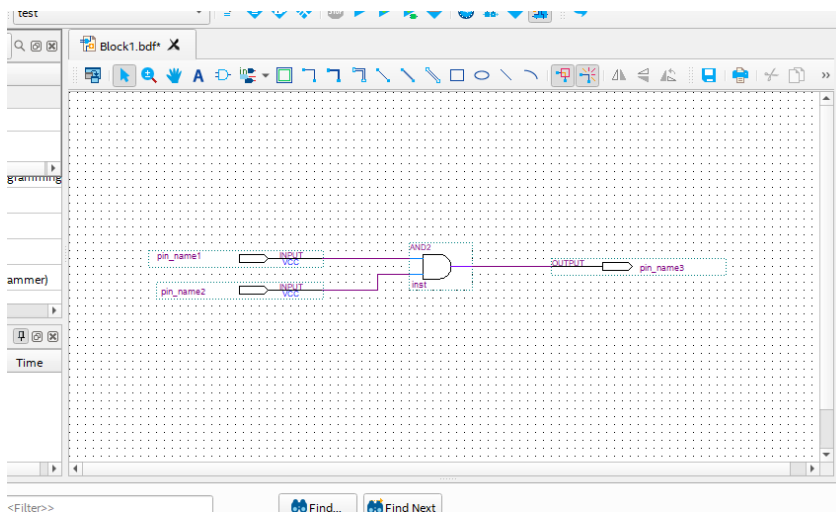 test
Block1.bdf*
A
ogramming
ammer)
Time
pin_name1
INPUT
VCC
pin_name2
INPUT
VCC
AND2
inst
OUTPUT
pin_name3
<Filter>>
Find...
Find Next